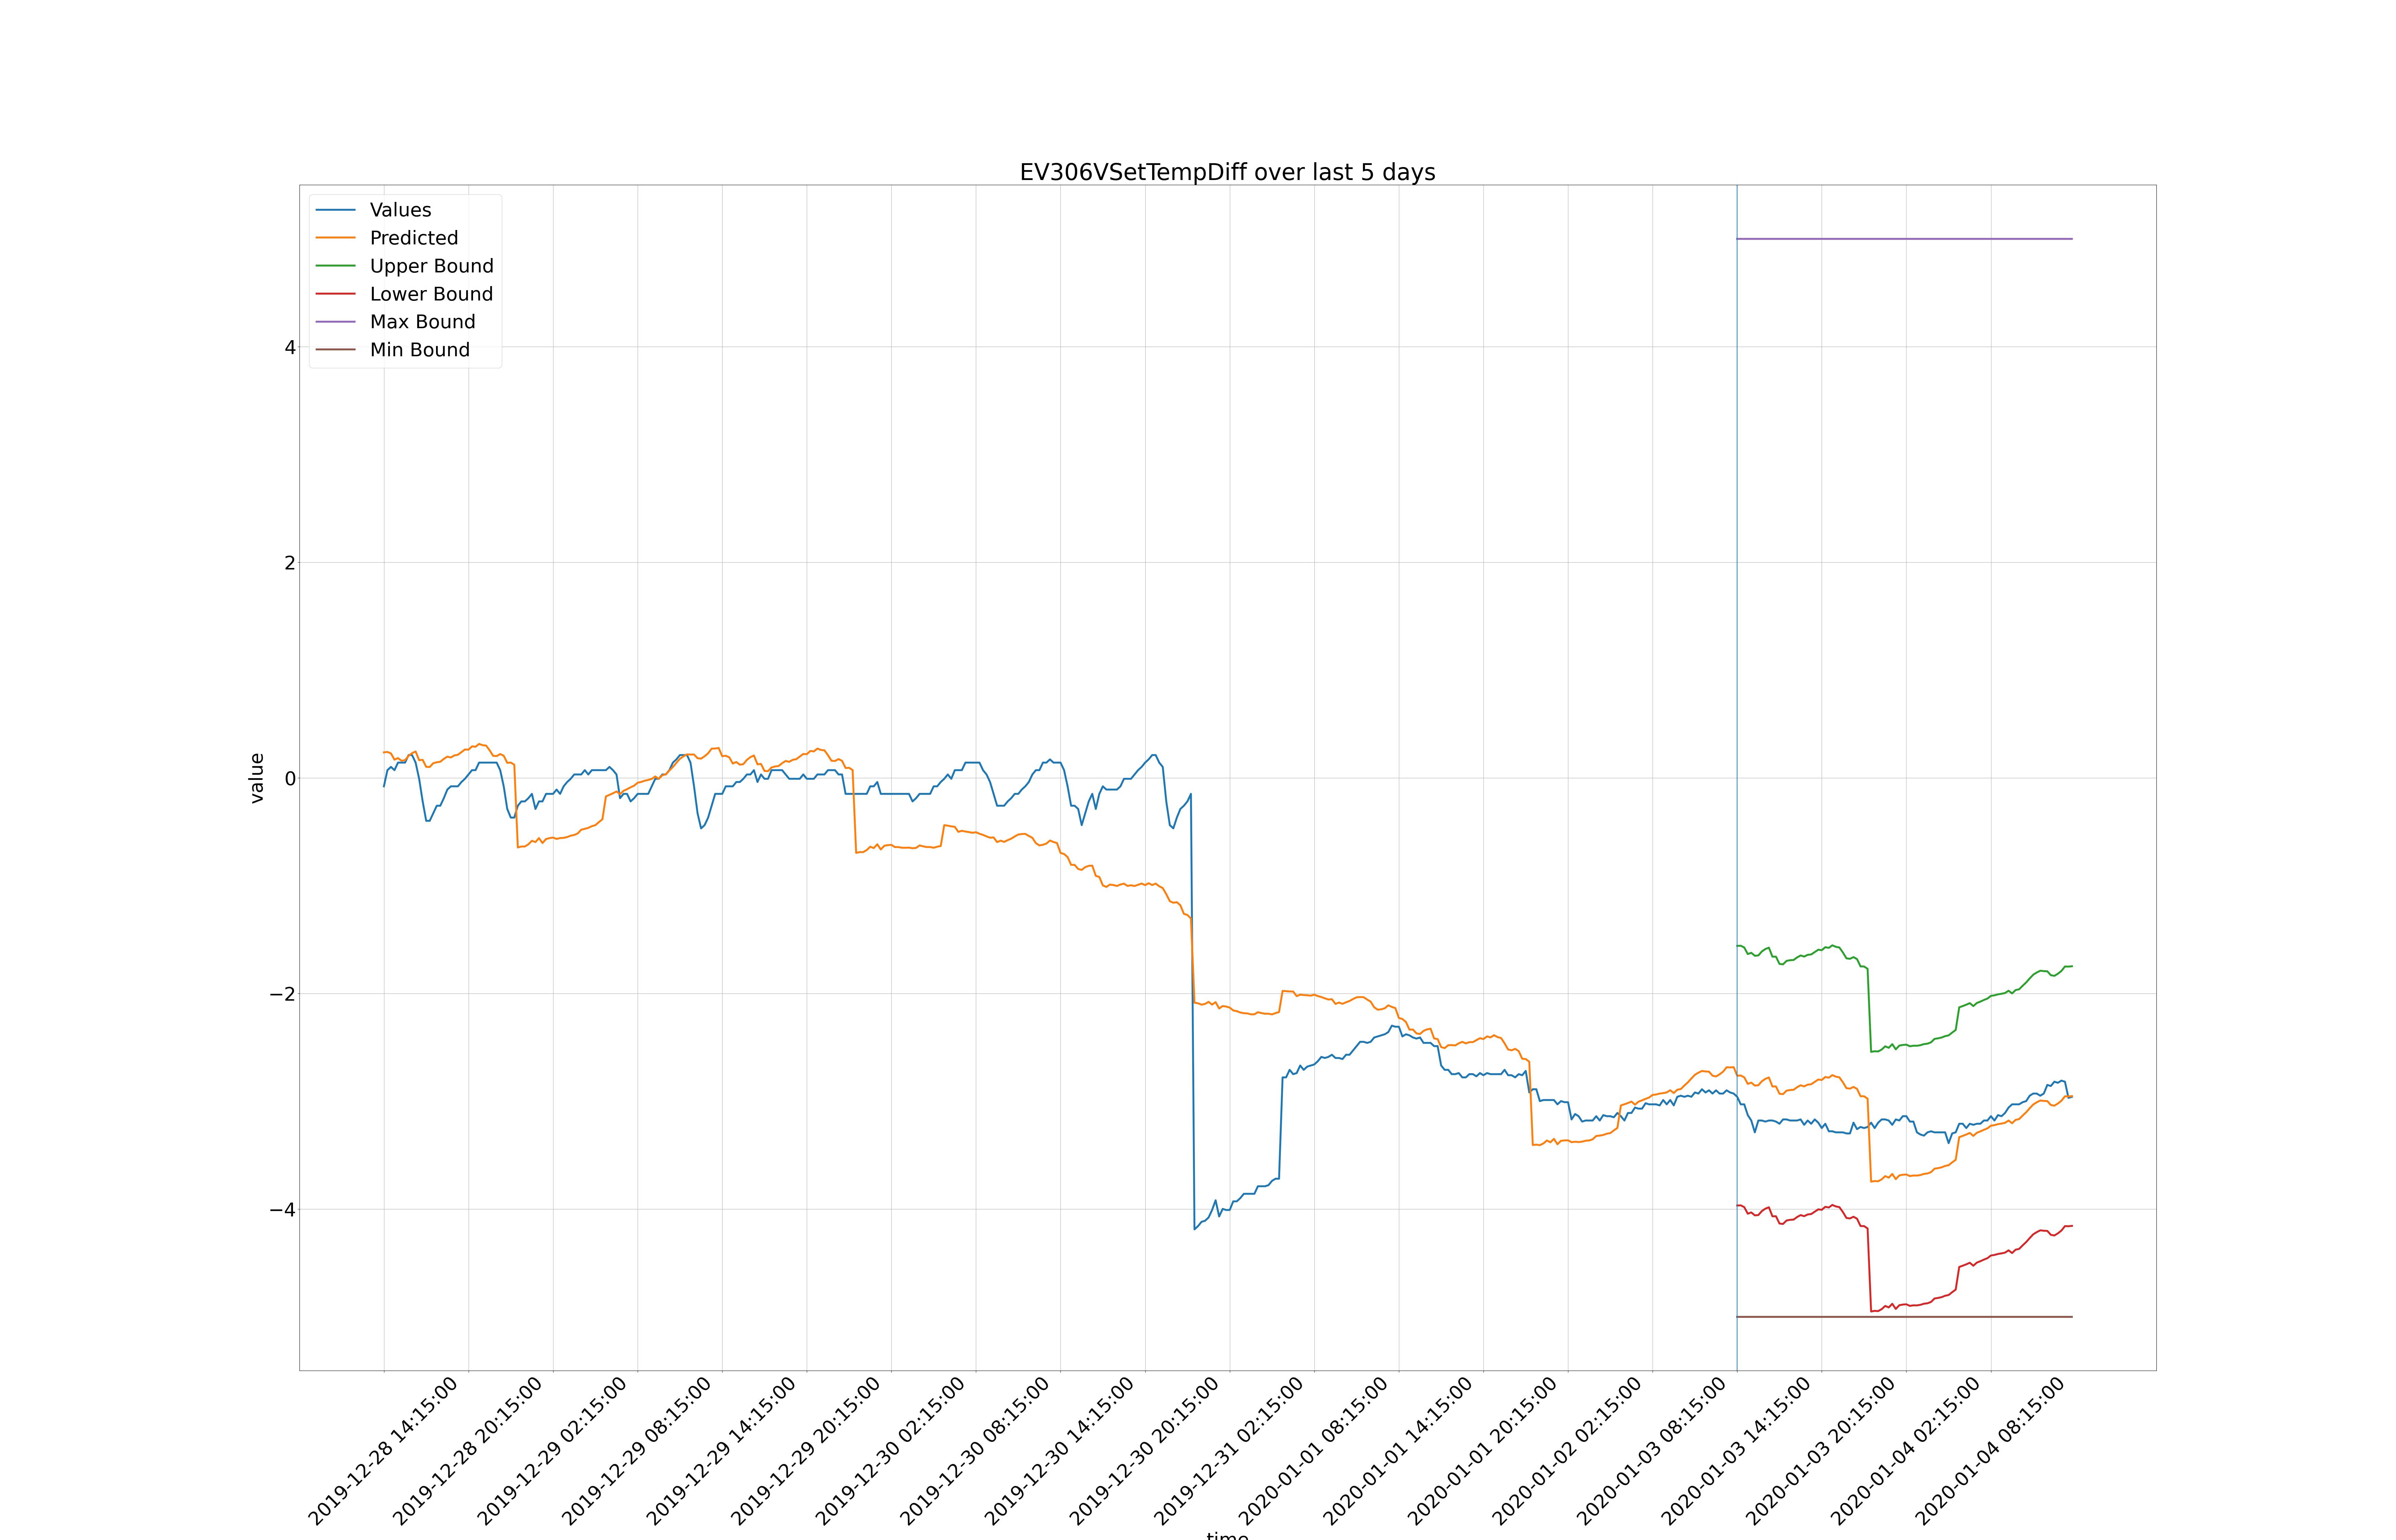 EV306VSetTempDiff over last 5 days
Values
Predicted
Upper Bound
Lower Bound
Max Bound
Min Bound
4
2
0
−2
−4
value
2019-12-28 14:15:00
2019-12-28 20:15:00
2019-12-29 02:15:00
2019-12-29 08:15:00
2019-12-29 14:15:00
2019-12-29 20:15:00
2019-12-30 02:15:00
2019-12-30 08:15:00
2019-12-30 14:15:00
2019-12-30 20:15:00
2019-12-31 02:15:00
2020-01-01 08:15:00
2020-01-01 14:15:00
2020-01-01 20:15:00
2020-01-02 02:15:00
2020-01-03 08:15:00
2020-01-03 14:15:00
2020-01-03 20:15:00
2020-01-04 02:15:00
2020-01-04 08:15:00
time